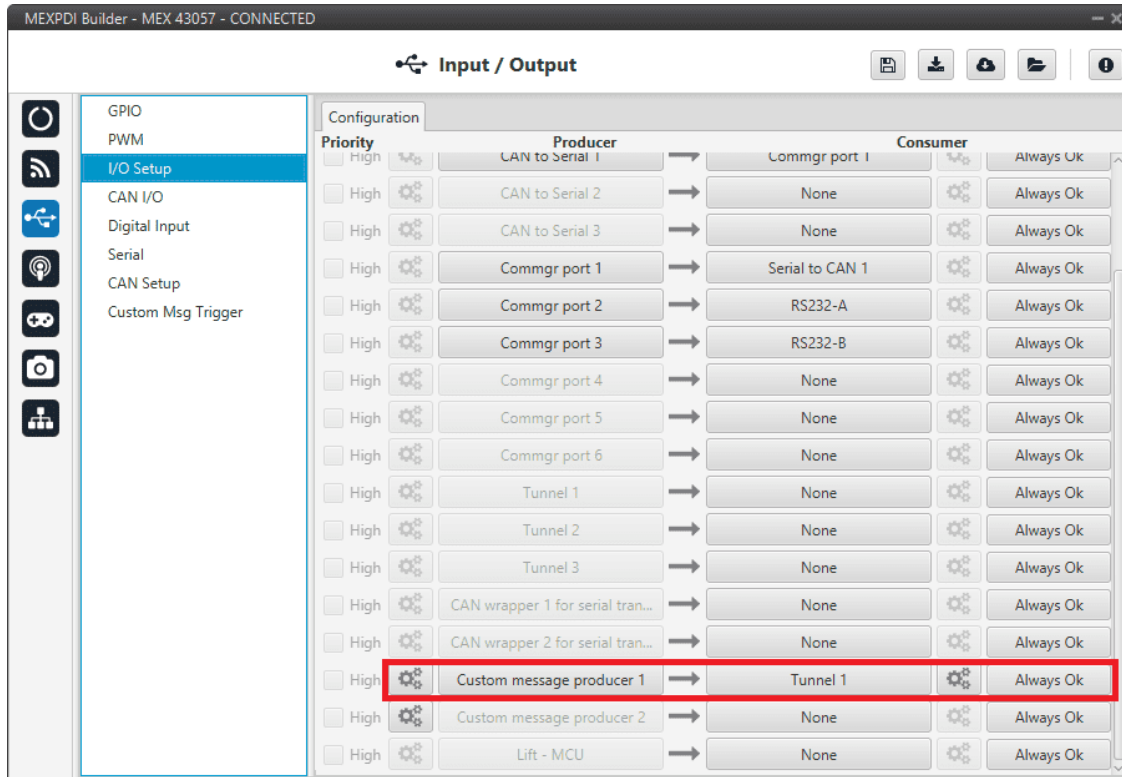 MEXPDI Builder - MEX 43057 - CONNECTED
Input / Output
GPIO
PWM
I/O Setup
CAN I/O
Digital Input
Serial
CAN Setup
Custom Msg Trigger
Configuration
Priority Producer Consumer
High CAN to Serial 1 Commgr port 1 Always Ok
High CAN to Serial 2 None Always Ok
High CAN to Serial 3 None Always Ok
High Commgr port 1 Serial to CAN 1 Always Ok
High Commgr port 2 RS232-A Always Ok
High Commgr port 3 RS232-B Always Ok
High Commgr port 4 None Always Ok
High Commgr port 5 None Always Ok
High Commgr port 6 None Always Ok
High Tunnel 1 None Always Ok
High Tunnel 2 None Always Ok
High Tunnel 3 None Always Ok
High CAN wrapper 1 for serial tran... None Always Ok
High CAN wrapper 2 for serial tran... None Always Ok
High Custom message producer 1 Tunnel 1 Always Ok
High Custom message producer 2 None Always Ok
High Lift - MCU None Always Ok